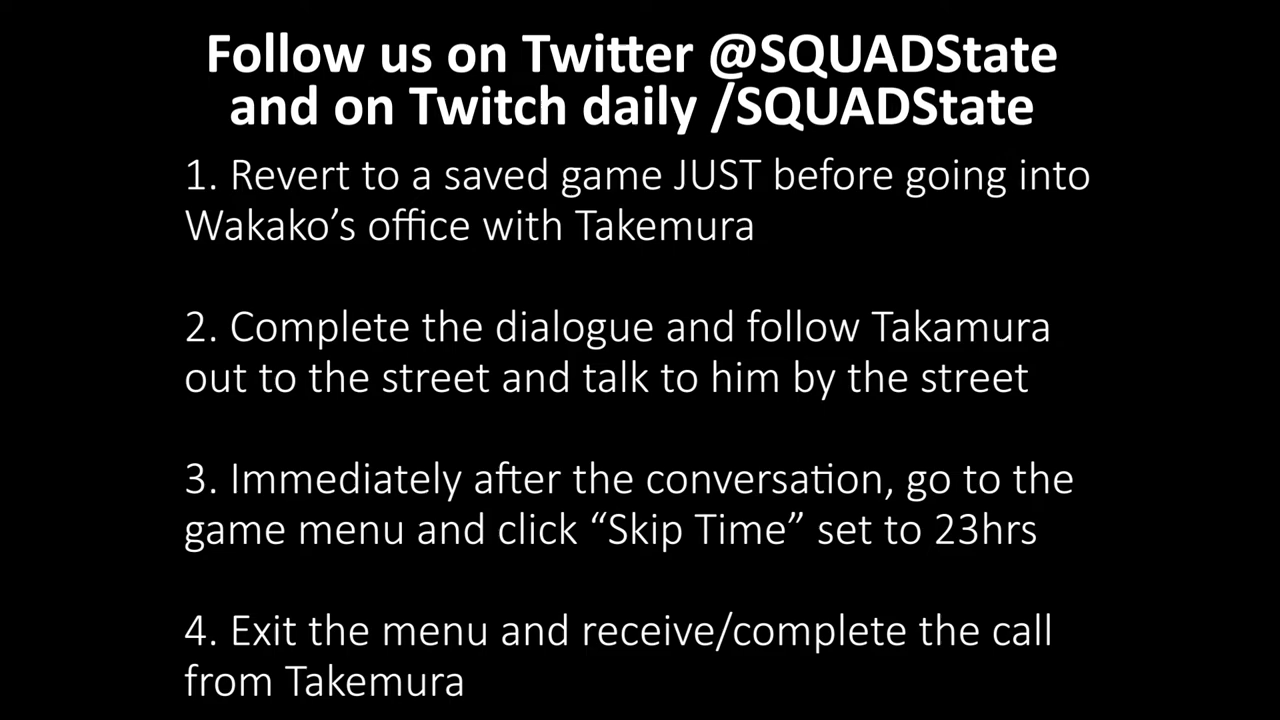 Follow us on Twitter @SQUADState
and on Twitch daily /SQUADState
1. Revert to a saved game JUST before going into
Wakako’s office with Takemura
2. Complete the dialogue and follow Takamura
out to the street and talk to him by the street
3. Immediately after the conversation, go to the
game menu and click “Skip Time” set to 23hrs
4. Exit the menu and receive/complete the call
from Takemura